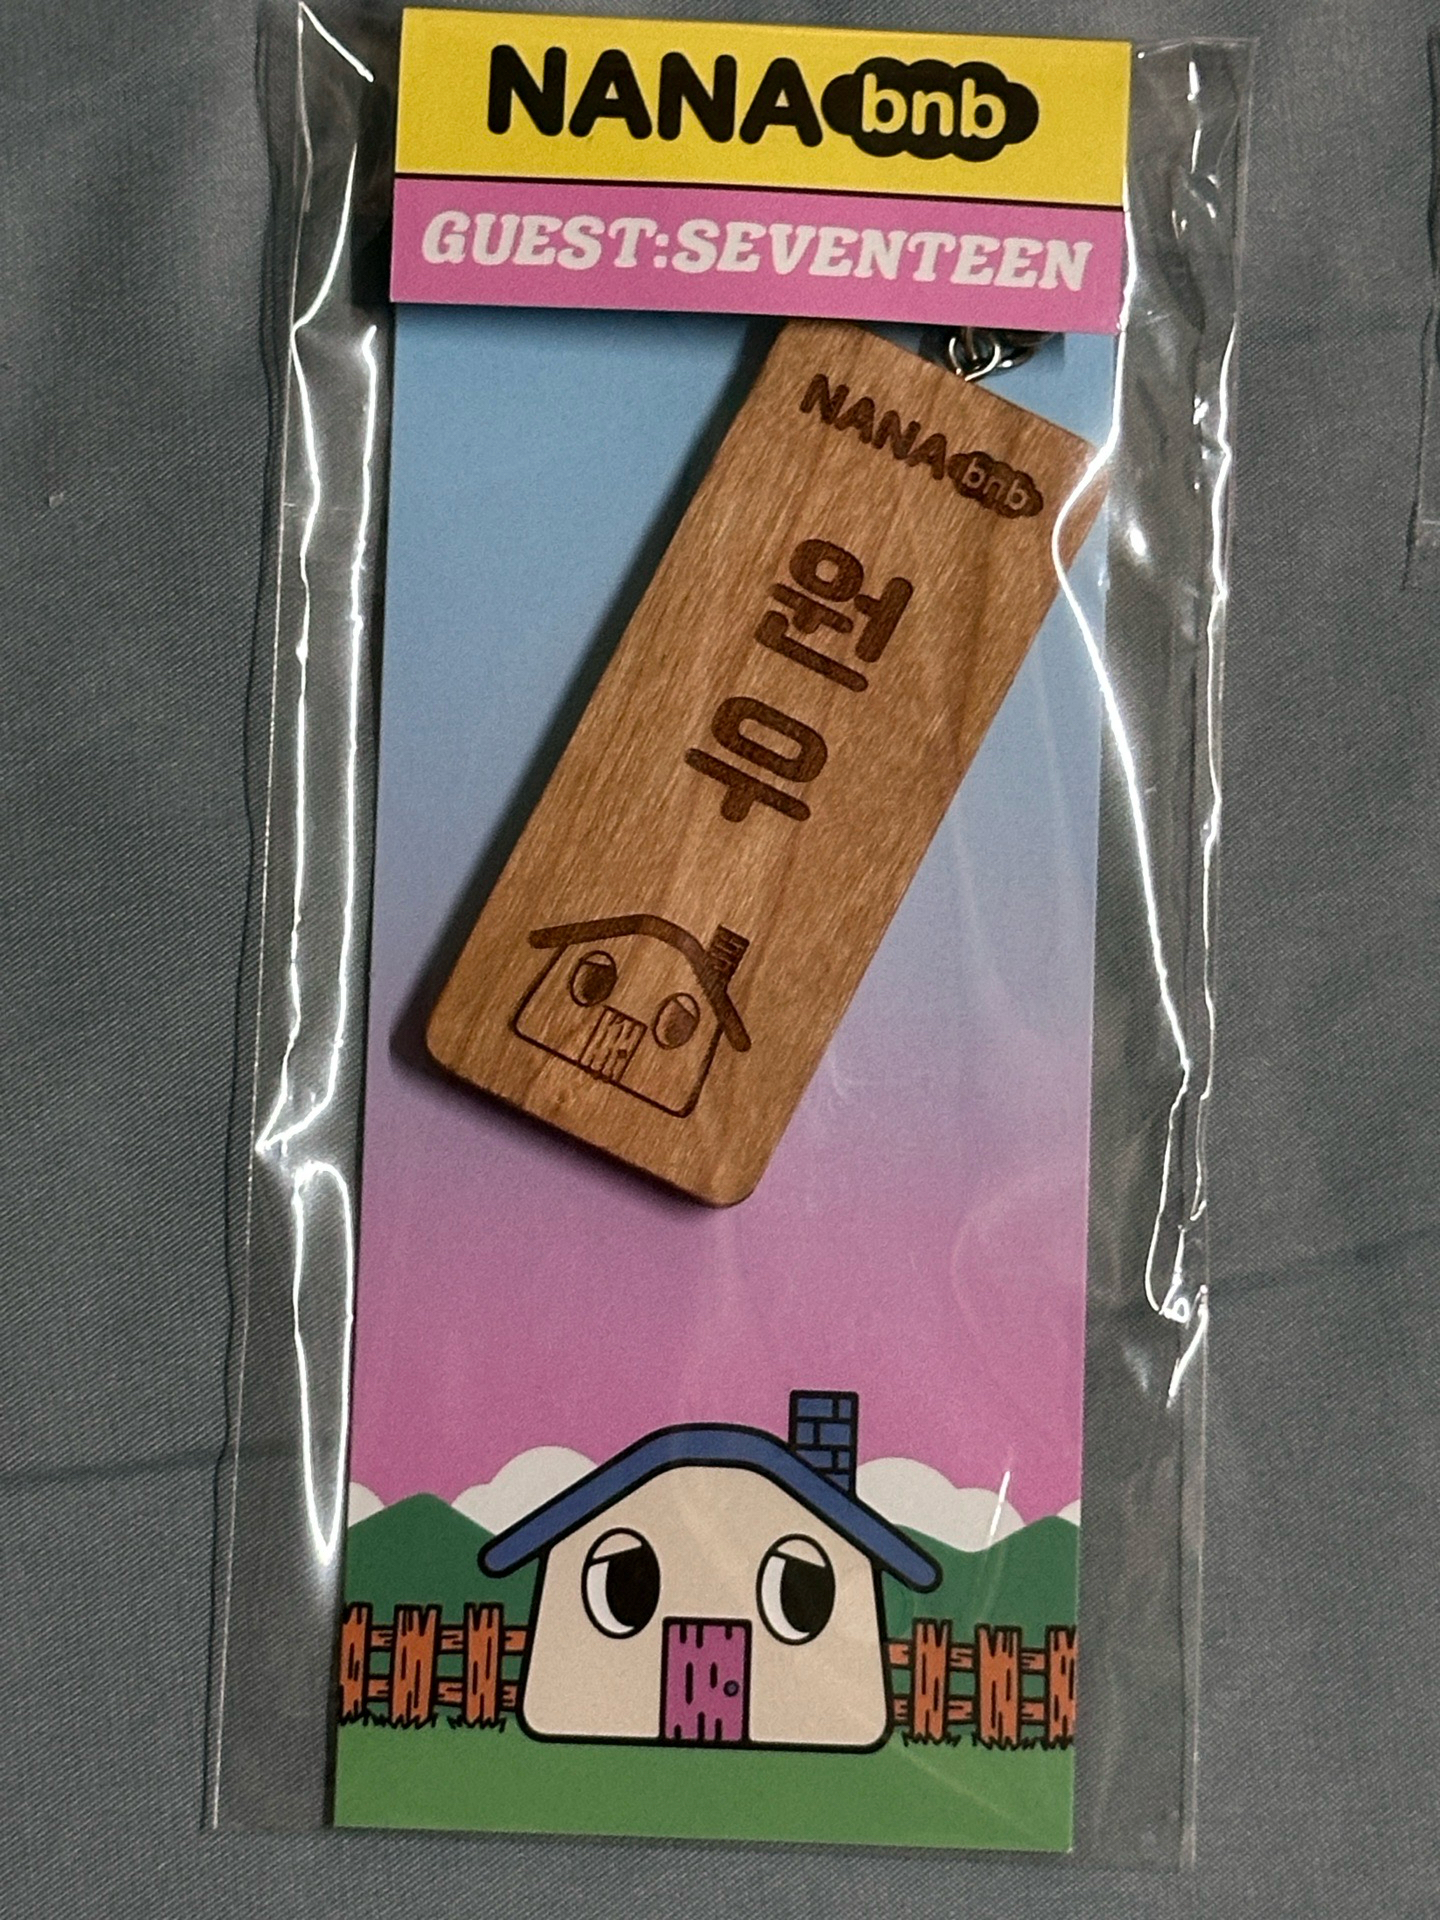 NANA bnb
GUEST:SEVENTEEN
NANA bnb
원
우